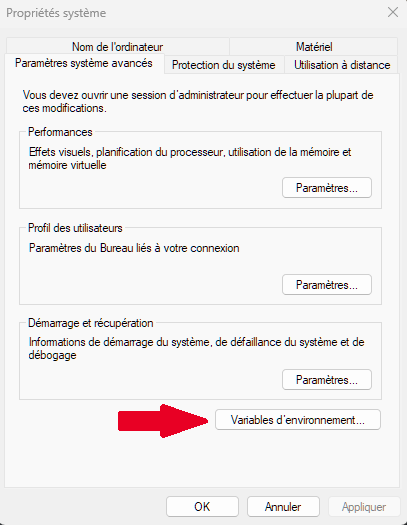 Propriétés système
Nom de l'ordinateur
Matériel
Paramètres système avancés
Protection du système
Utilisation à distance
Vous devez ouvrir une session d'administrateur pour effectuer la plupart de
ces modifications.
Performances
Effets visuels, planification du processeur, utilisation de la mémoire et
mémoire virtuelle
Paramètres...
Profil des utilisateurs
Paramètres du Bureau liés à votre connexion
Paramètres...
Démarrage et récupération
Informations de démarrage du système, de défaillance du système et de
débogage
Paramètres...
Variables d'environnement...
OK
Annuler
Appliquer